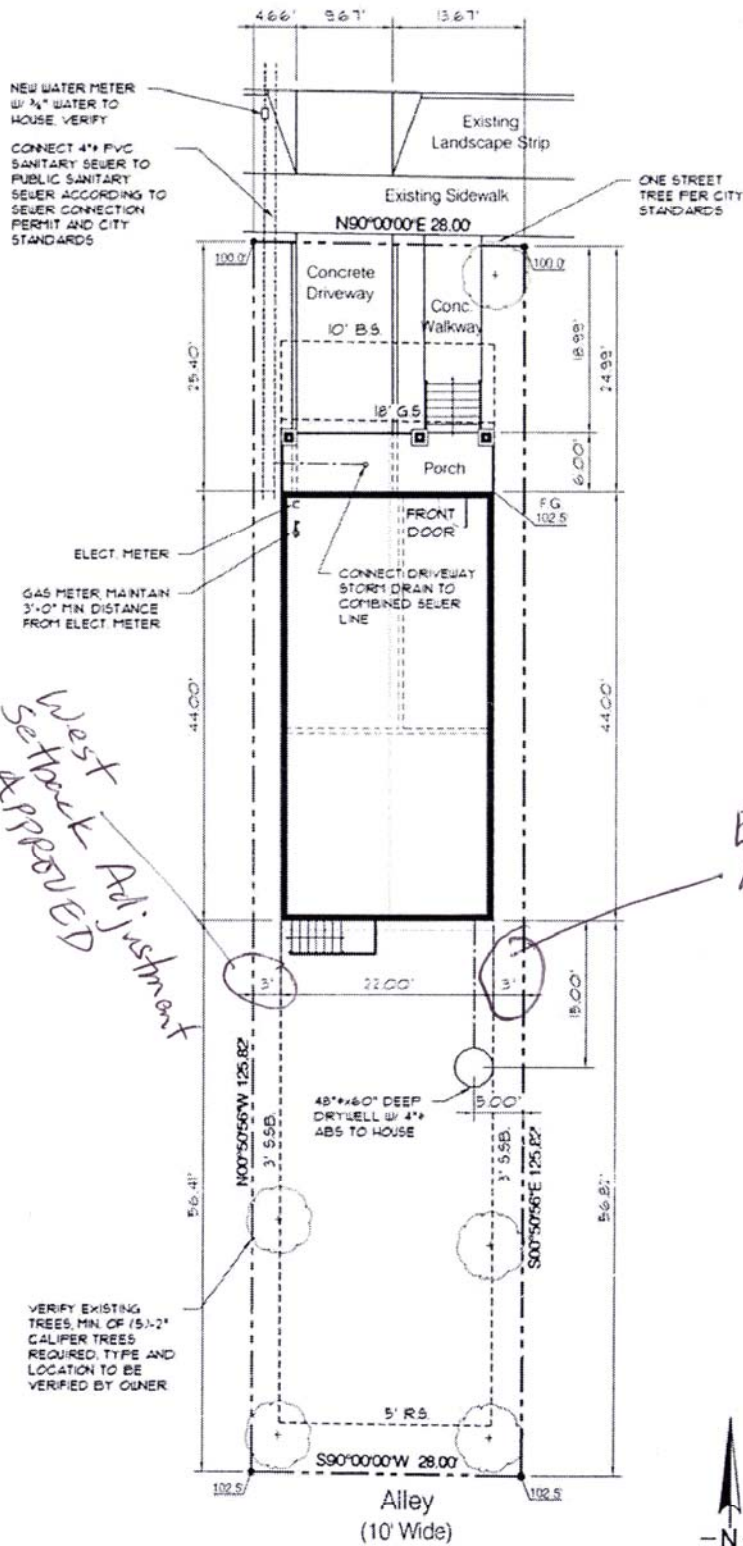 4.66'
9.67'
13.67'
NEW WATER METER
W/ 3/4" WATER TO
HOUSE, VERIFY
Existing
Landscape Strip
CONNECT 4"⌀ PVC
SANITARY SEWER TO
PUBLIC SANITARY
SEWER ACCORDING TO
SEWER CONNECTION
PERMIT AND CITY
STANDARDS
ONE STREET
TREE PER CITY
STANDARDS
Existing Sidewalk
N90°00'00"E 28.00'
100.0'
100.0'
Concrete
Driveway
Conc.
Walkway
10' B.S.
25.40'
18.99'
24.99'
18' G.S.
6.00'
Porch
F.G.
102.5'
FRONT
DOOR
ELECT. METER
GAS METER, MAINTAIN
3'-0" MIN. DISTANCE
FROM ELECT. METER
CONNECT DRIVEWAY
STORM DRAIN TO
COMBINED SEWER
LINE
44.00'
44.00'
West
Setback Adjustment
APPROVED
3'
22.00'
3'
15.00'
N00°50'56"W 125.82'
3' S.SB.
48"⌀x60" DEEP
DRYWELL W/ 4"⌀
ABS TO HOUSE
5.00'
3' S.SB.
S00°50'56"E 125.82'
56.41'
56.87'
VERIFY EXISTING
TREES, MIN. OF (5)-2"
CALIPER TREES
REQUIRED, TYPE AND
LOCATION TO BE
VERIFIED BY OWNER
5' R.S.
S90°00'00"W 28.00'
102.5'
102.5'
Alley
(10' Wide)
N